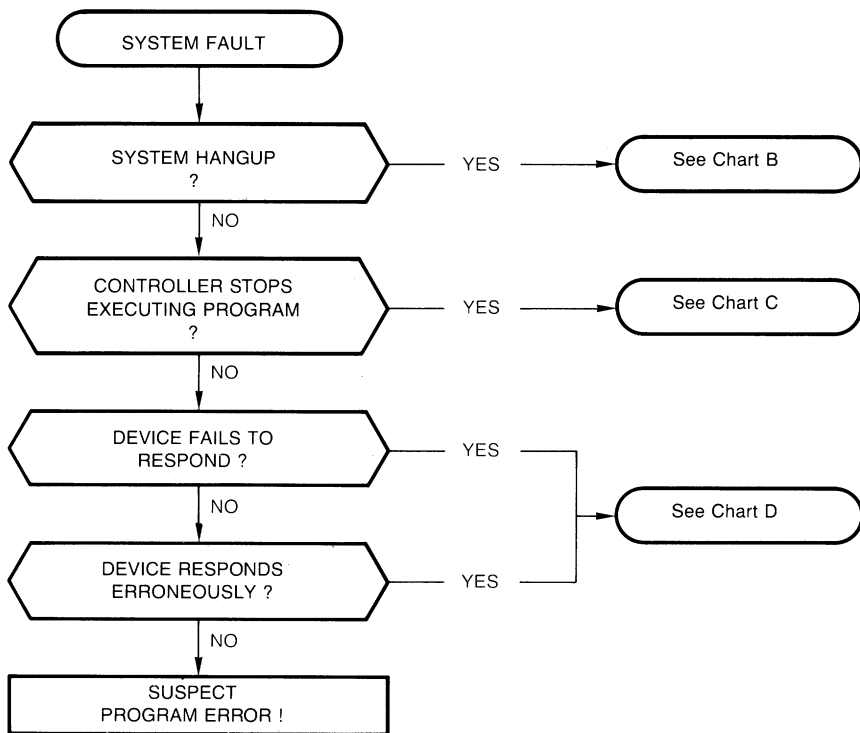 SYSTEM FAULT
SYSTEM HANGUP
?
YES
See Chart B
NO
CONTROLLER STOPS
EXECUTING PROGRAM
?
YES
See Chart C
NO
DEVICE FAILS TO
RESPOND ?
YES
NO
See Chart D
DEVICE RESPONDS
ERRONEOUSLY ?
YES
NO
SUSPECT
PROGRAM ERROR !